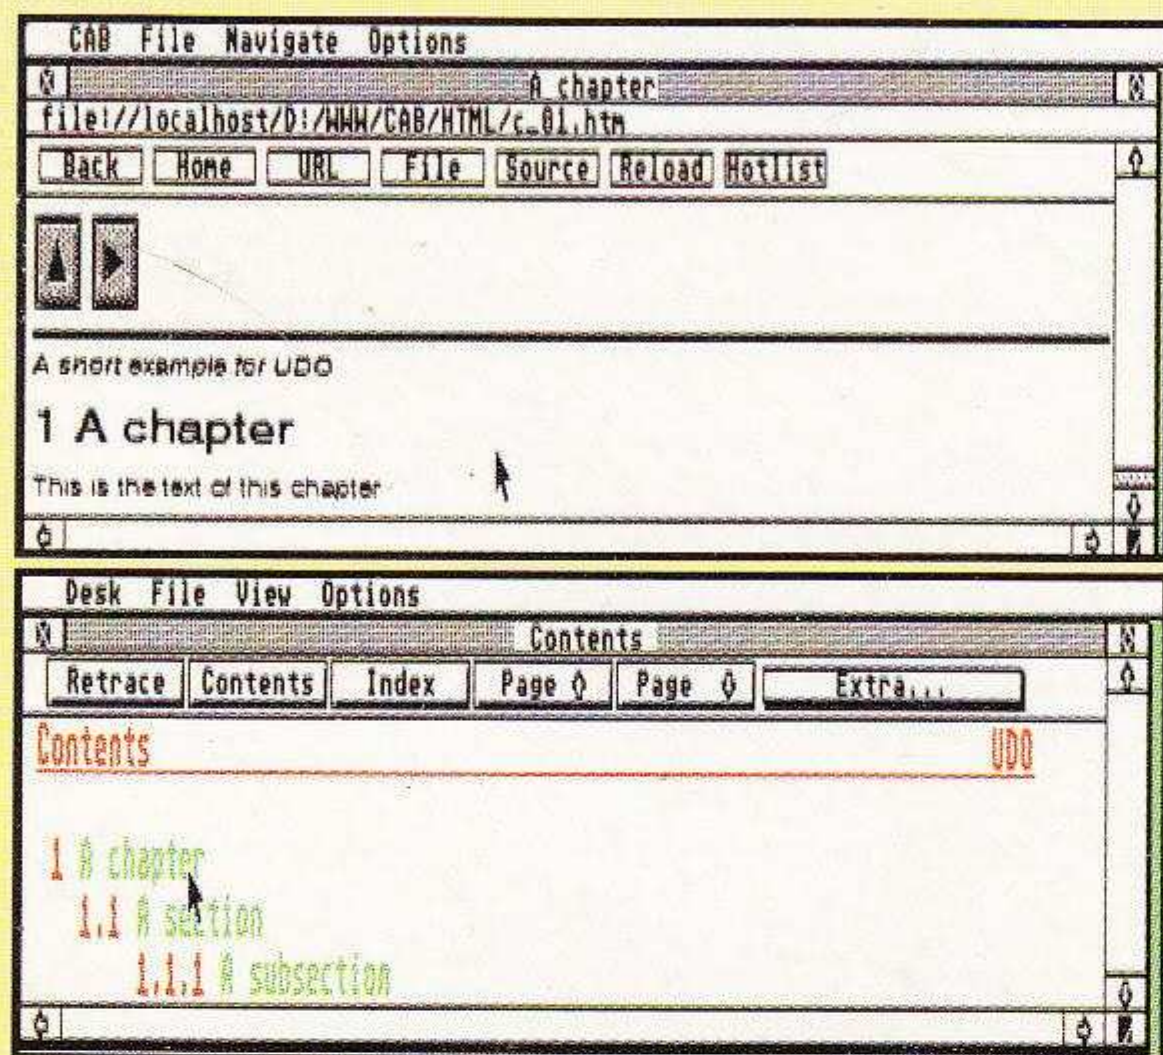 CAB File Navigate Options
A chapter
file://localhost/D:/WWW/CAB/HTML/c_01.htm
Back Home URL File Source Reload Hotlist
A short example for UDO
1 A chapter
This is the text of this chapter
Desk File View Options
Contents
Retrace Contents Index Page ⇧ Page ⇩ Extra...
Contents UDO
1 A chapter
1.1 A section
1.1.1 A subsection